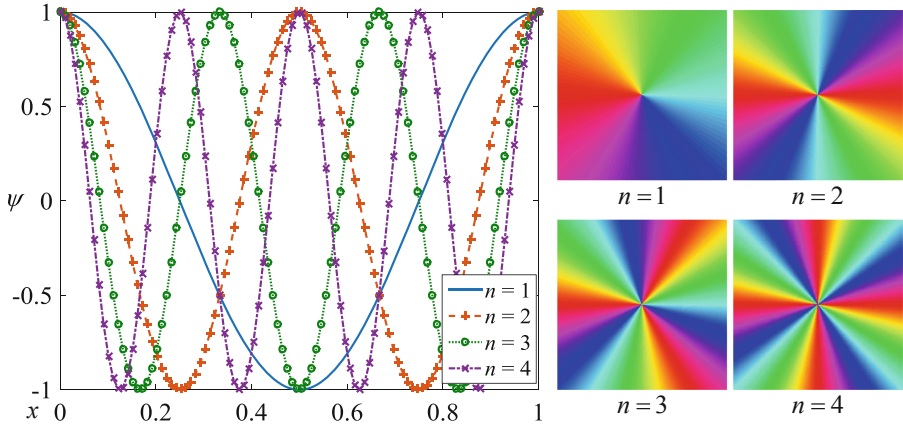 1
0.5
ψ 0
-0.5
-1
x 0 0.2 0.4 0.6 0.8 1
n = 1
n = 2
n = 3
n = 4
n = 1 n = 2
n = 3 n = 4